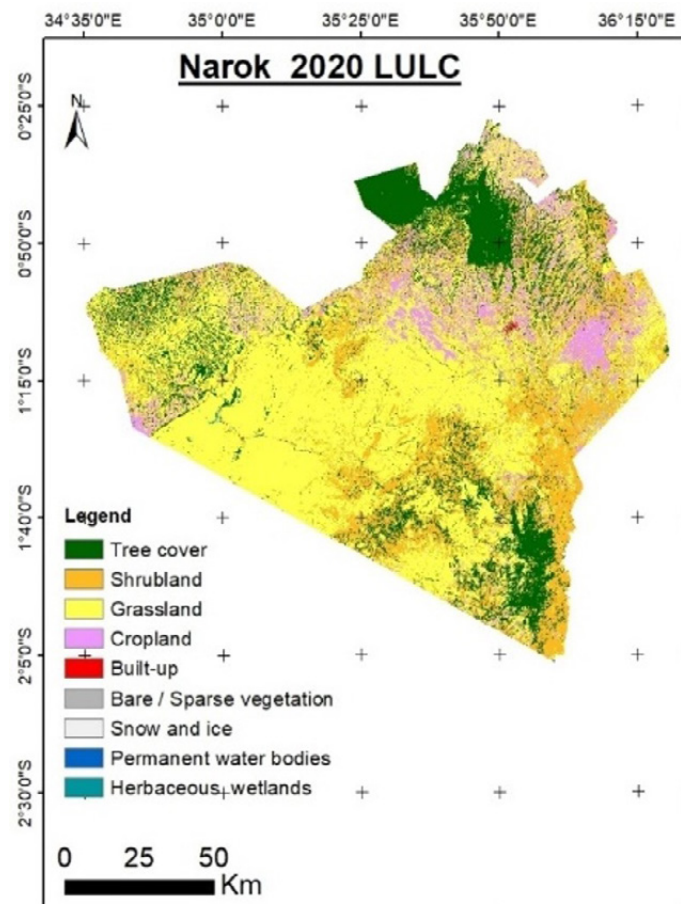 34°35'0"E 35°0'0"E 35°25'0"E 35°50'0"E 36°15'0"E
Narok 2020 LULC
N
0°25'0"S
0°50'0"S
1°15'0"S
1°40'0"S
2°5'0"S
2°30'0"S
Legend
Tree cover
Shrubland
Grassland
Cropland
Built-up
Bare / Sparse vegetation
Snow and ice
Permanent water bodies
Herbaceous wetlands
0 25 50
Km